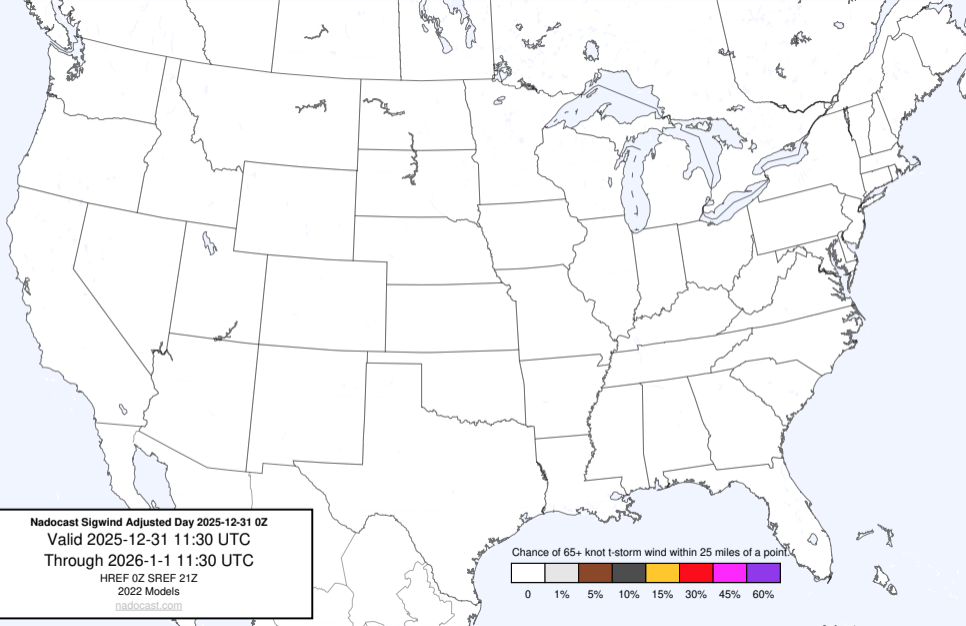 Nadocast Sigwind Adjusted Day 2025-12-31 0Z
Valid 2025-12-31 11:30 UTC
Through 2026-1-1 11:30 UTC
HREF 0Z SREF 21Z
2022 Models
nadocast.com
Chance of 65+ knot t-storm wind within 25 miles of a point.
0 1% 5% 10% 15% 30% 45% 60%